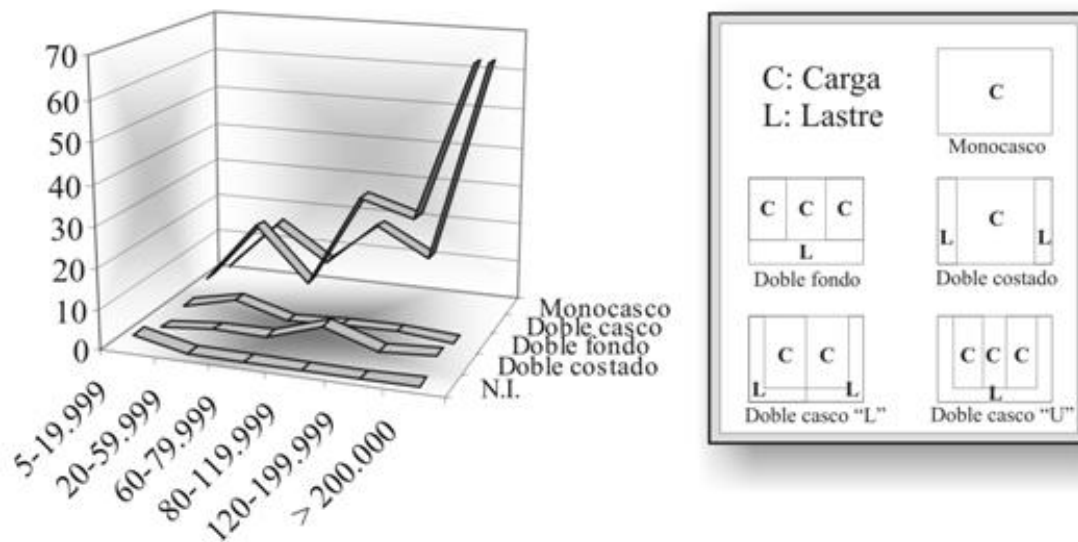 70
60
50
40
30
20
10
0
5-19.999
20-59.999
60-79.999
80-119.999
120-199.999
> 200.000
Monocasco
Doble casco
Doble fondo
Doble costado
N.I.
C: Carga
L: Lastre
C
Monocasco
C C C
L
Doble fondo
L C L
Doble costado
C C
L L
Doble casco “L”
C C C
L
Doble casco “U”